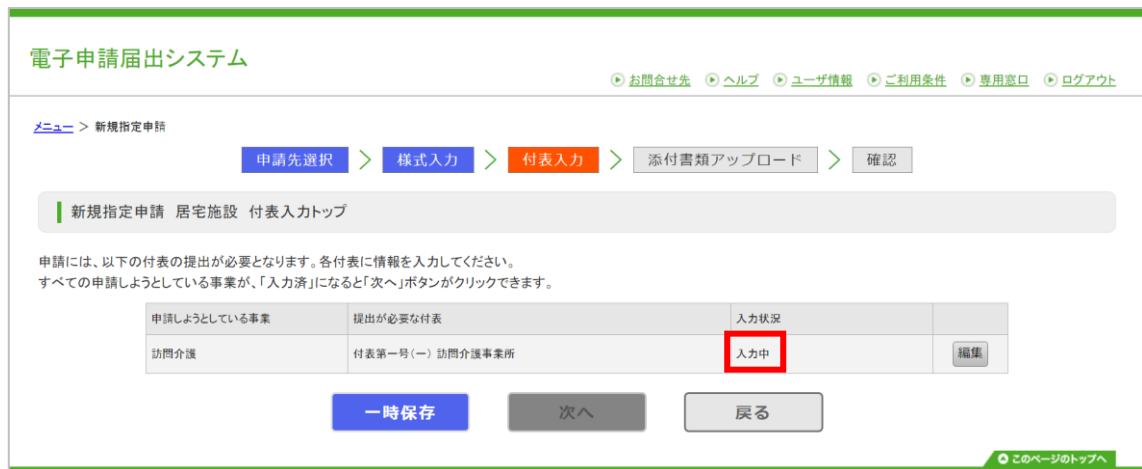 電子申請届出システム
お問合せ先 ヘルプ ユーザ情報 ご利用条件 専用窓口 ログアウト
メニュー > 新規指定申請
申請先選択 > 様式入力 > 付表入力 > 添付書類アップロード > 確認
新規指定申請 居宅施設 付表入力トップ
申請には、以下の付表の提出が必要となります。各付表に情報を入力してください。
すべての申請しようとしている事業が、「入力済」になると「次へ」ボタンがクリックできます。
申請しようとしている事業 提出が必要な付表 入力状況
訪問介護 付表第一号(一) 訪問介護事業所 入力中 編集
一時保存 次へ 戻る
このページのトップへ